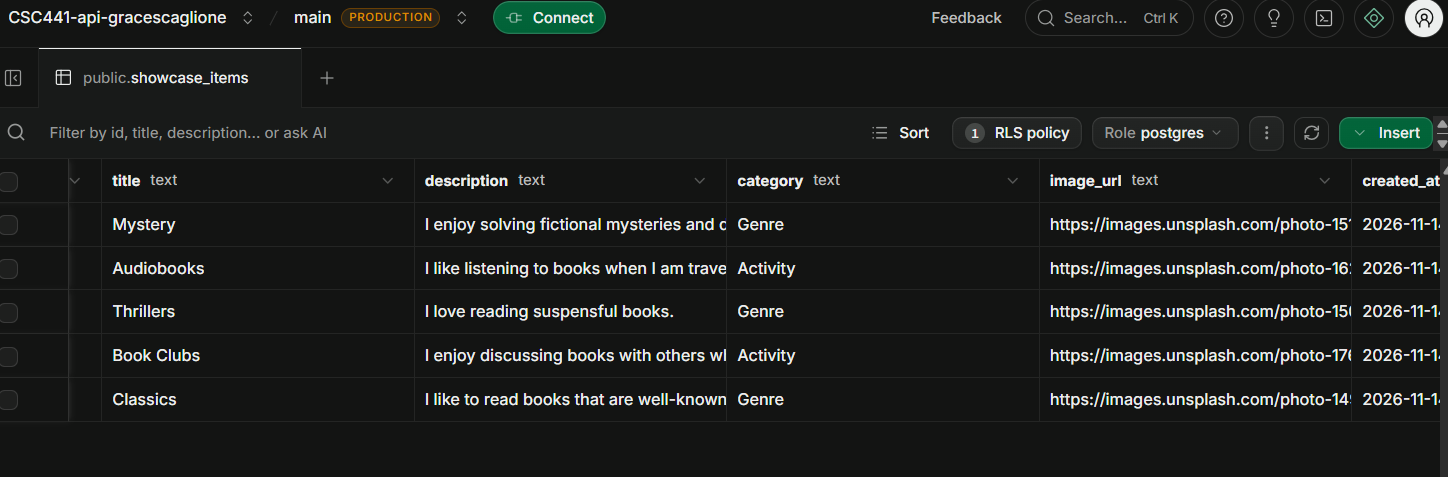 CSC441-api-gracescaglione / main PRODUCTION Connect Feedback Search... Ctrl K
public.showcase_items
Filter by id, title, description... or ask AI Sort 1 RLS policy Role postgres Insert
title text description text category text image_url text created_at
Mystery I enjoy solving fictional mysteries and Genre https://images.unsplash.com/photo-15 2026-11-1
Audiobooks I like listening to books when I am trave Activity https://images.unsplash.com/photo-16 2026-11-1
Thrillers I love reading suspensful books. Genre https://images.unsplash.com/photo-15 2026-11-1
Book Clubs I enjoy discussing books with others Activity https://images.unsplash.com/photo-17 2026-11-1
Classics I like to read books that are well-known Genre https://images.unsplash.com/photo-14 2026-11-1